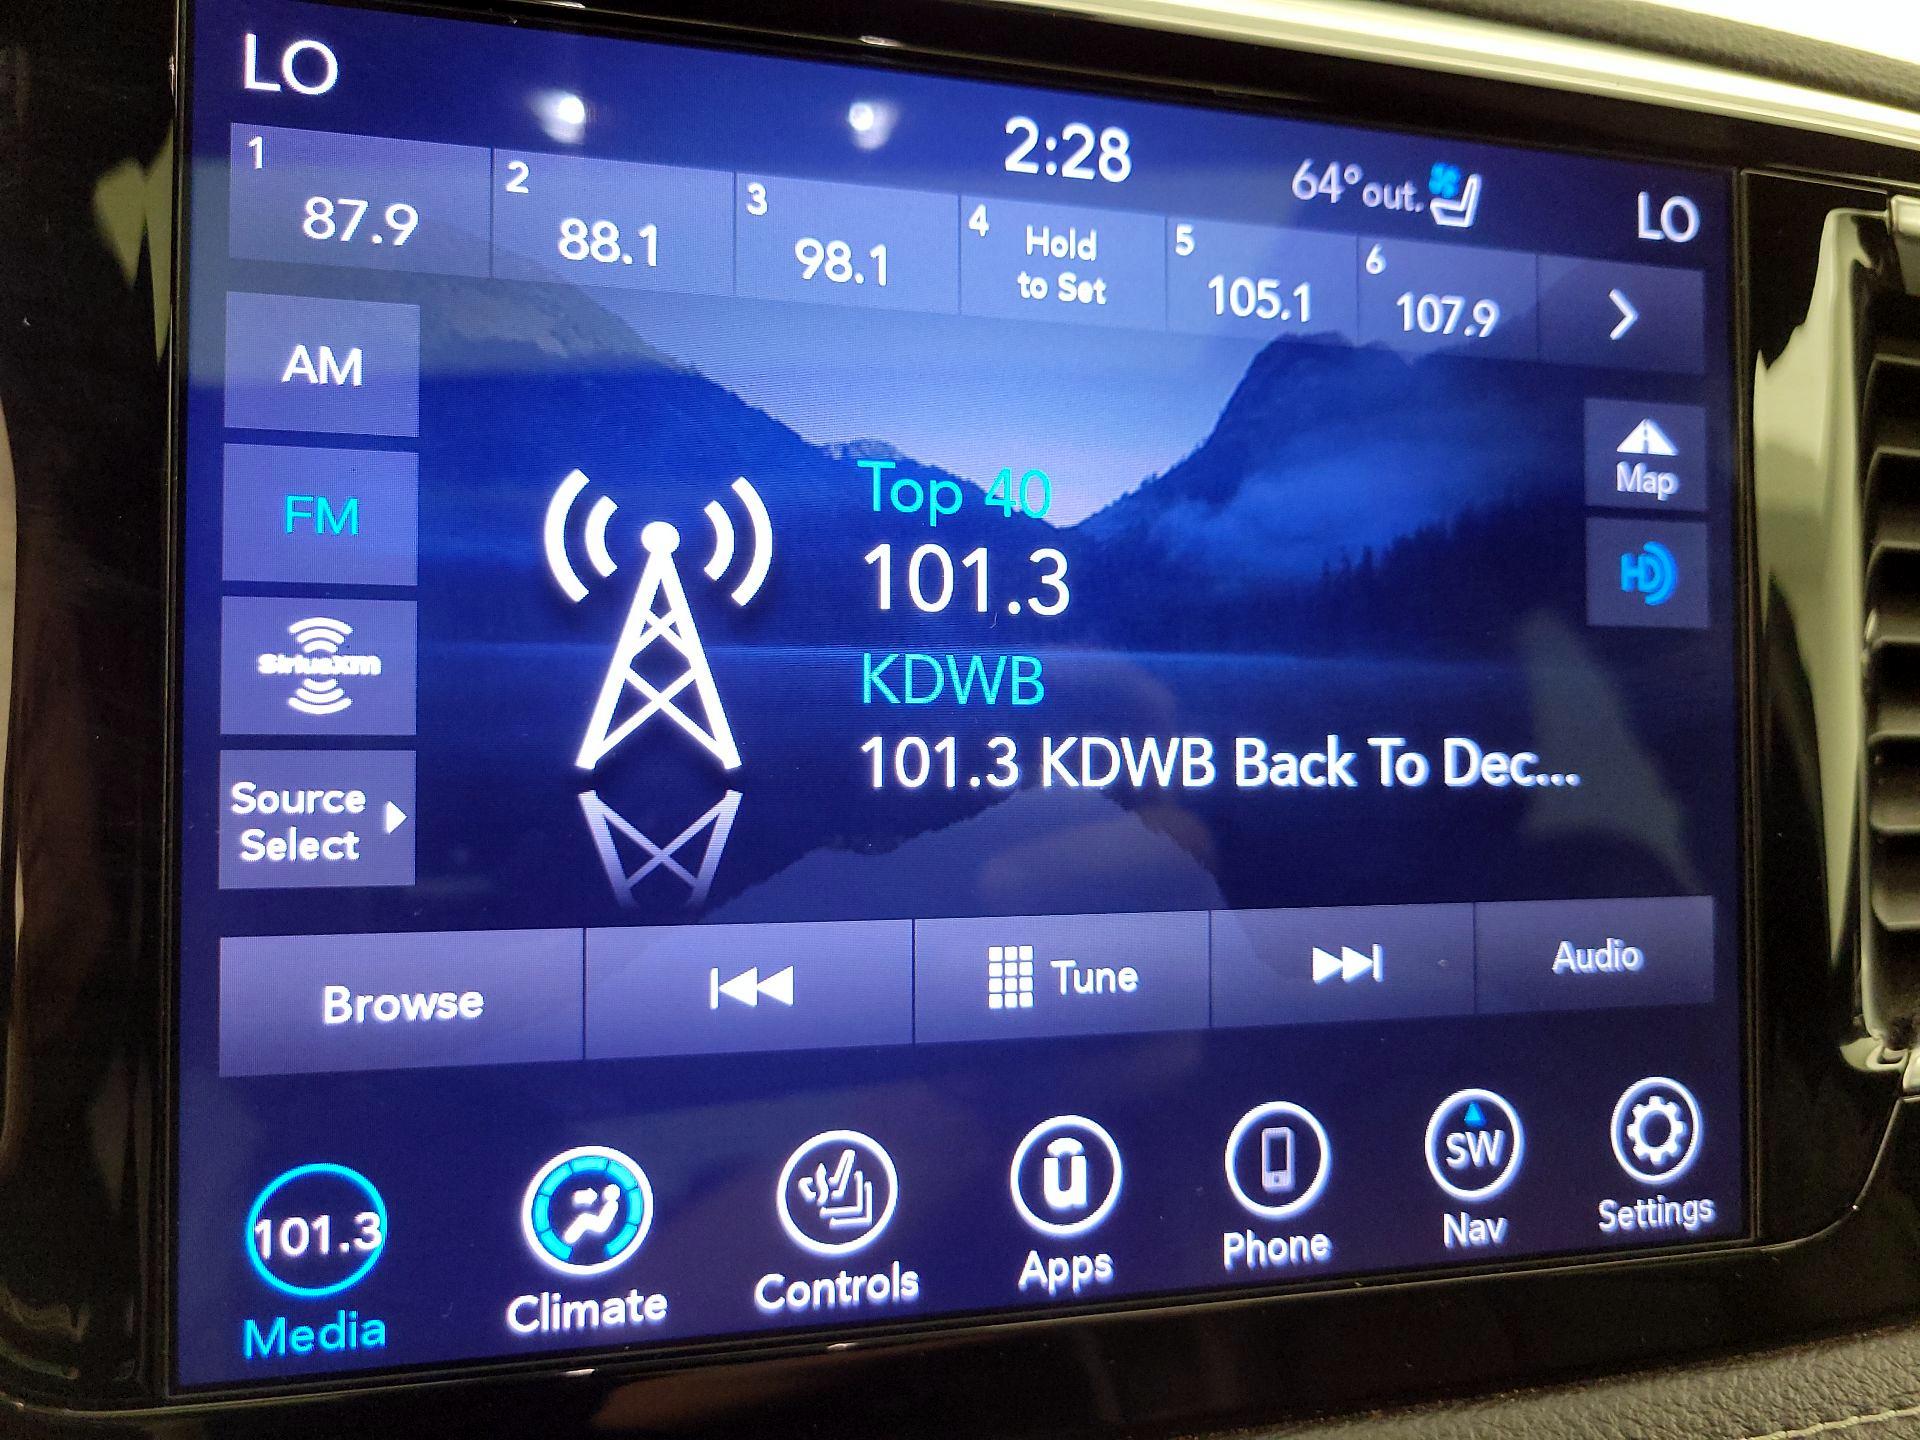 LO
2:28
64° out.
LO
1 87.9
2 88.1
3 98.1
4 Hold
to Set
5 105.1
6 107.9
AM
FM
SiriusXM
Source
Select
Top 40
101.3
KDWB
101.3 KDWB Back To Dec...
Map
HD
Browse
Tune
Audio
101.3
Media
Climate
Controls
u
Apps
Phone
SW
Nav
Settings